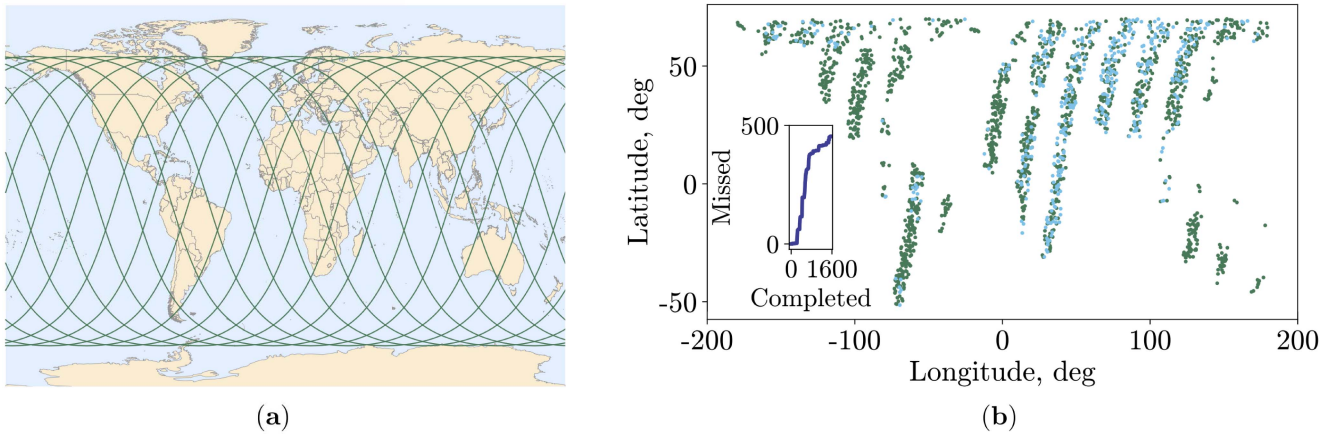 50
0
-50
Latitude, deg
500
0
Missed
0 1600
Completed
-200 -100 0 100 200
Longitude, deg
(a)
(b)